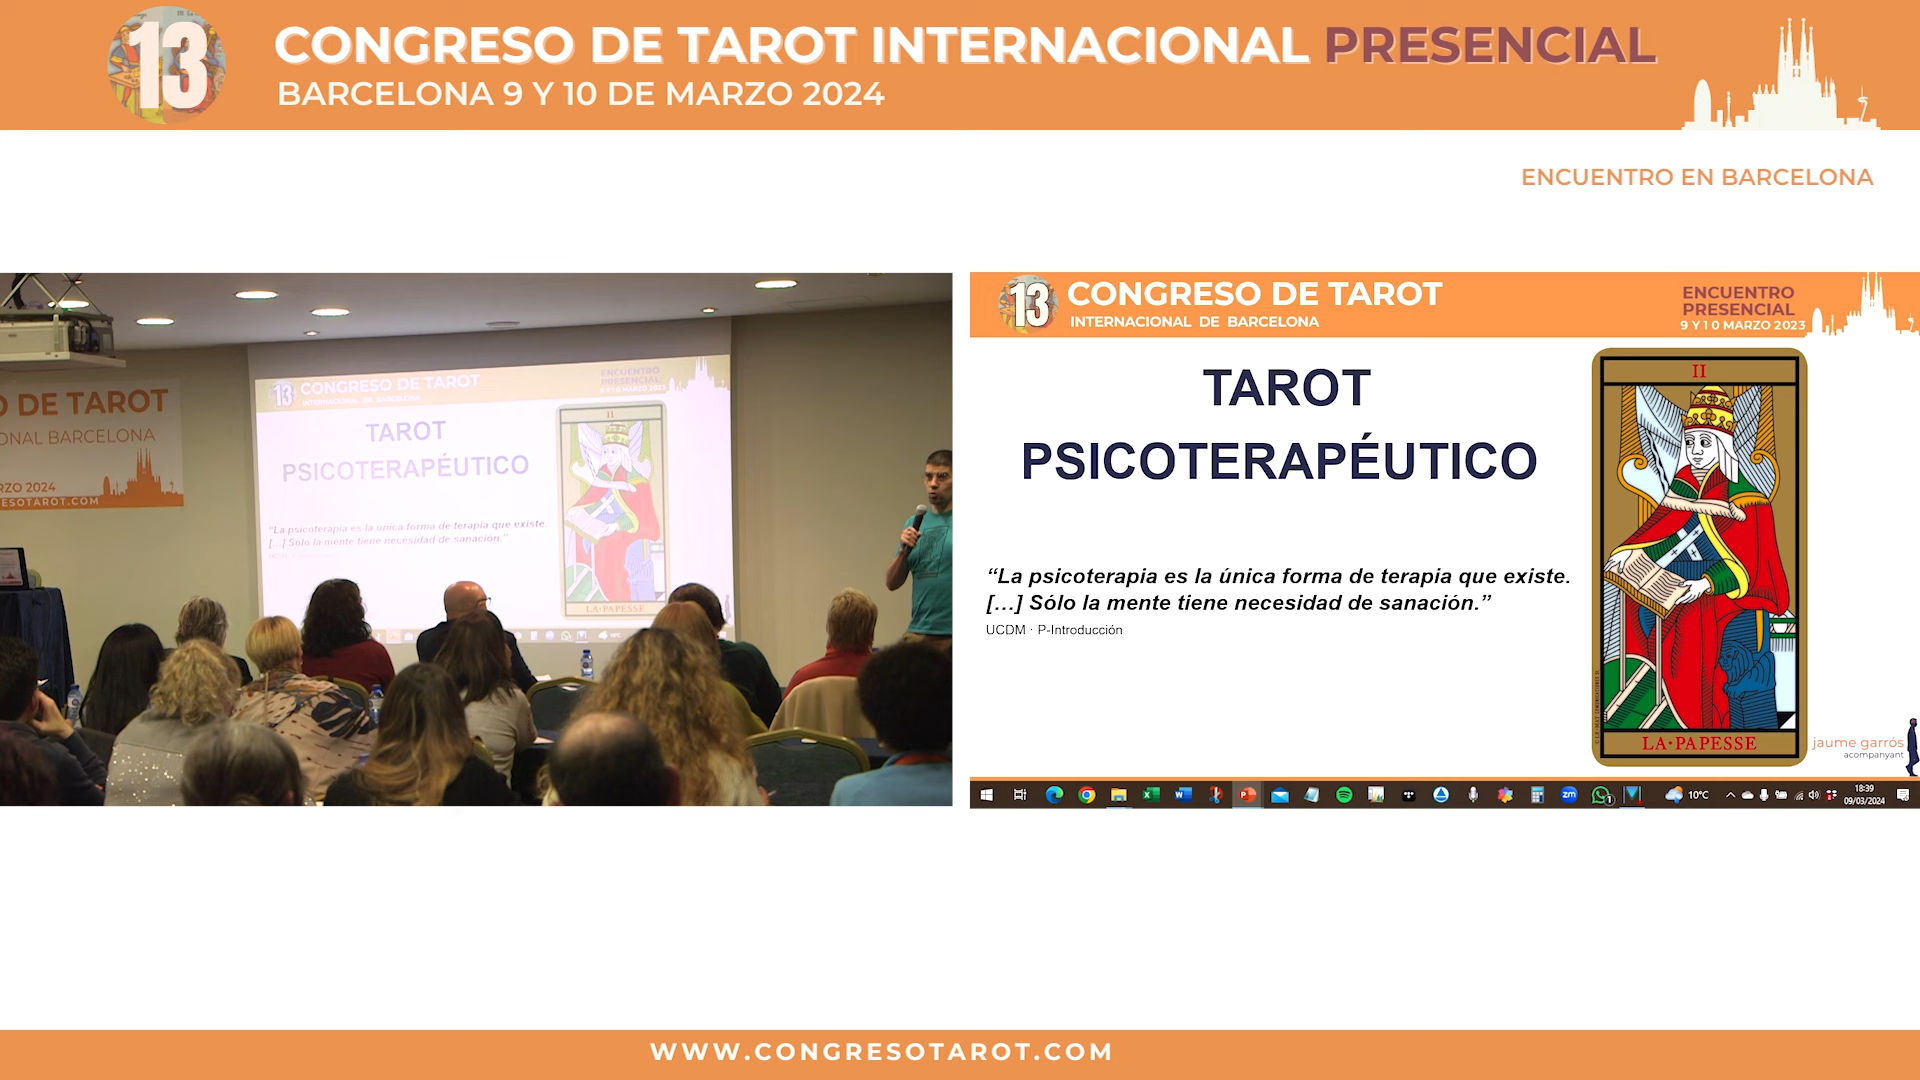 13
CONGRESO DE TAROT INTERNACIONAL PRESENCIAL
BARCELONA 9 Y 10 DE MARZO 2024
ENCUENTRO EN BARCELONA
O DE TAROT
ONAL BARCELONA
RZO 2024
ESOTAROT.COM
13
CONGRESO DE TAROT
INTERNACIONAL DE BARCELONA
ENCUENTRO
PRESENCIAL
TAROT
PSICOTERAPÉUTICO
“La psicoterapia es la única forma de terapia que existe.
[…] Sólo la mente tiene necesidad de sanación.”
UCDM
II
LA·PAPESSE
13
CONGRESO DE TAROT
INTERNACIONAL DE BARCELONA
ENCUENTRO
PRESENCIAL
9 Y 10 MARZO 2023
TAROT
PSICOTERAPÉUTICO
“La psicoterapia es la única forma de terapia que existe.
[…] Sólo la mente tiene necesidad de sanación.”
UCDM · P-Introducción
II
LA·PAPESSE
jaume garrós
acompanyant
zm
1
10°C
18:39
09/03/2024
WWW.CONGRESOTAROT.COM